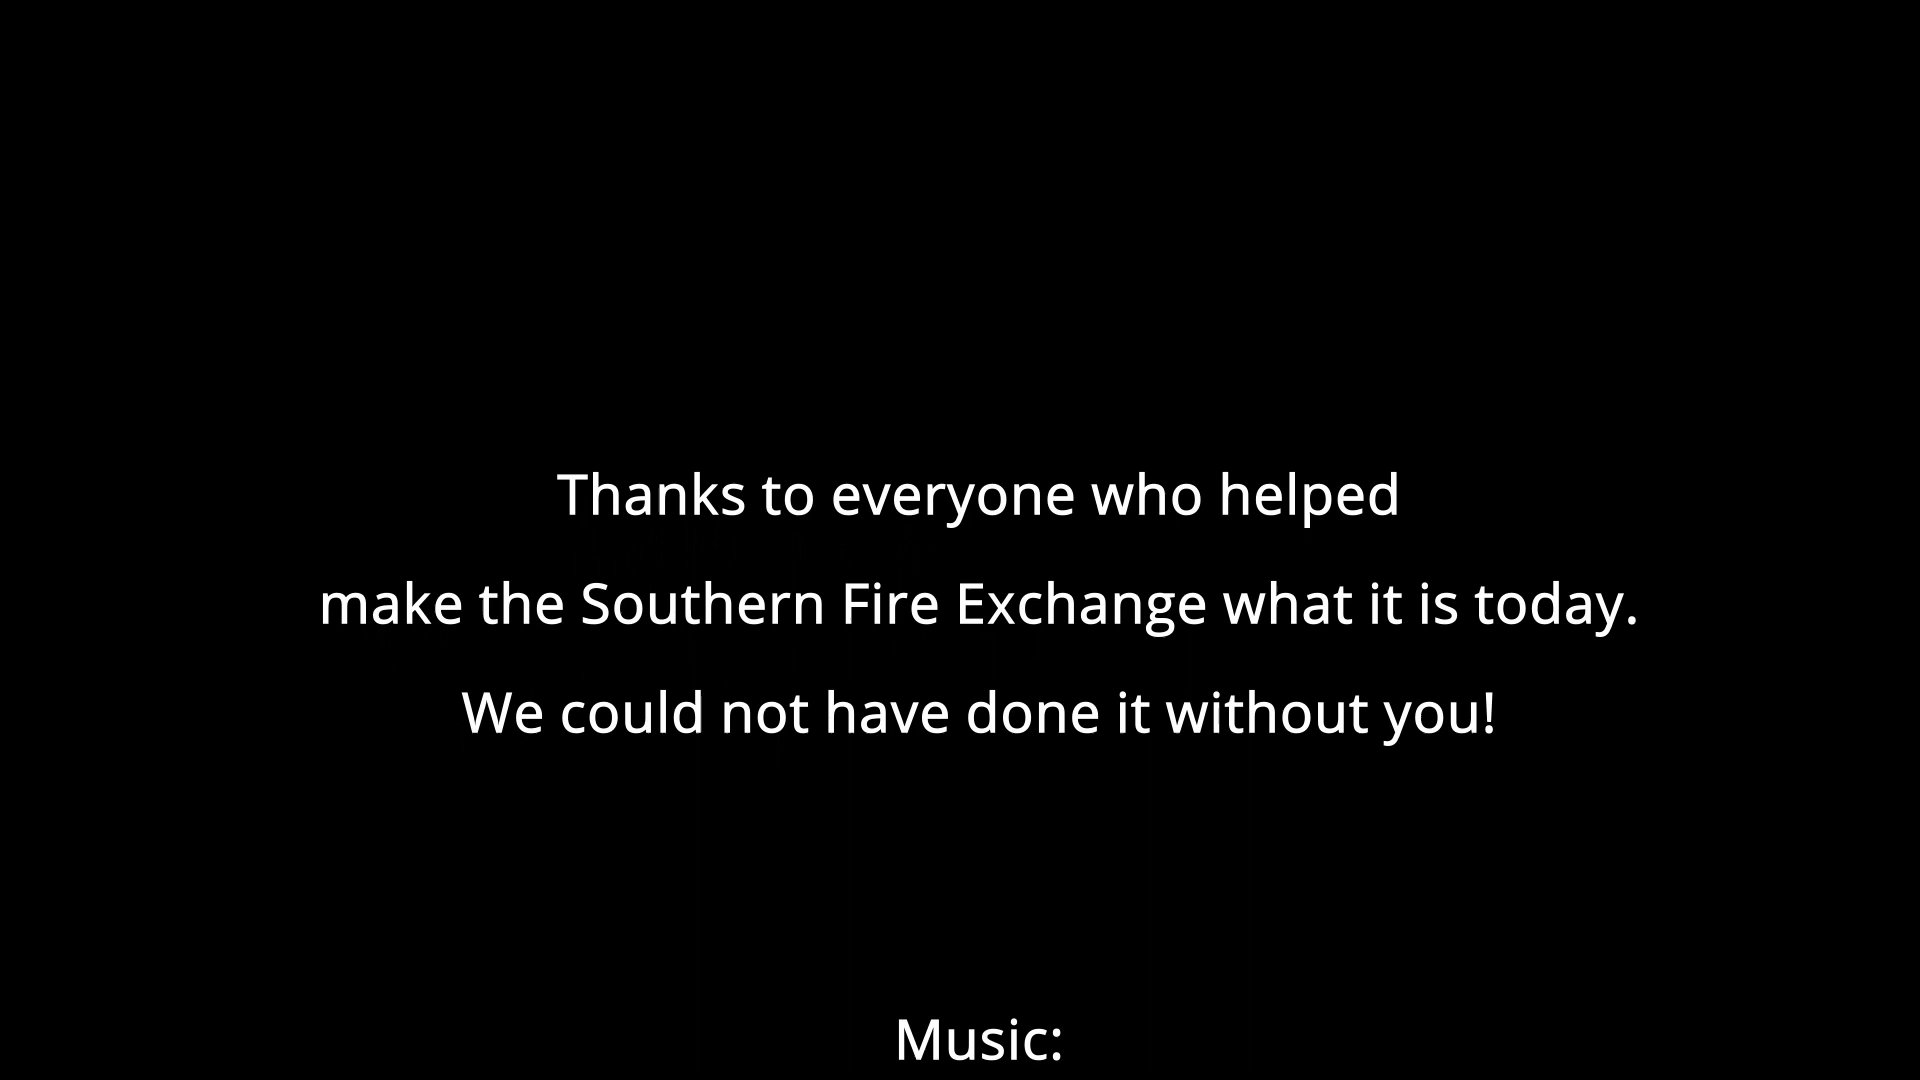 Thanks to everyone who helped
make the Southern Fire Exchange what it is today.
We could not have done it without you!
Music: